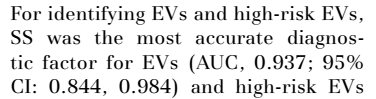 For identifying EVs and high-risk EVs,
SS was the most accurate diagnos-
tic factor for EVs (AUC, 0.937; 95%
CI: 0.844, 0.984) and high-risk EVs